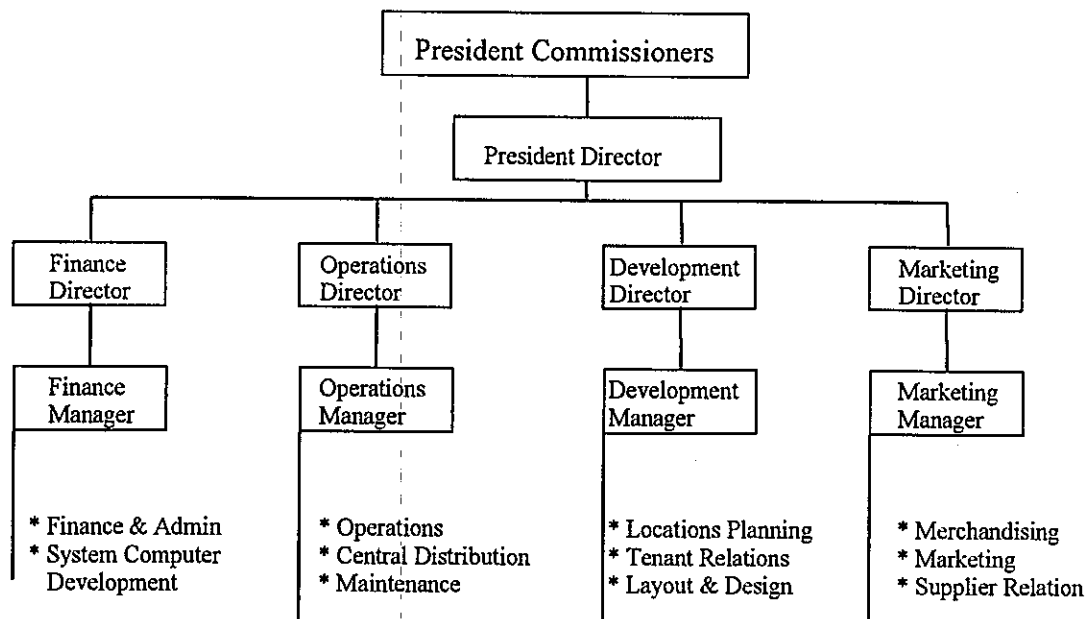 President Commissioners
President Director
Finance
Director
Operations
Director
Development
Director
Marketing
Director
Finance
Manager
Operations
Manager
Development
Manager
Marketing
Manager
* Finance & Admin
* System Computer
Development
* Operations
* Central Distribution
* Maintenance
* Locations Planning
* Tenant Relations
* Layout & Design
* Merchandising
* Marketing
* Supplier Relation